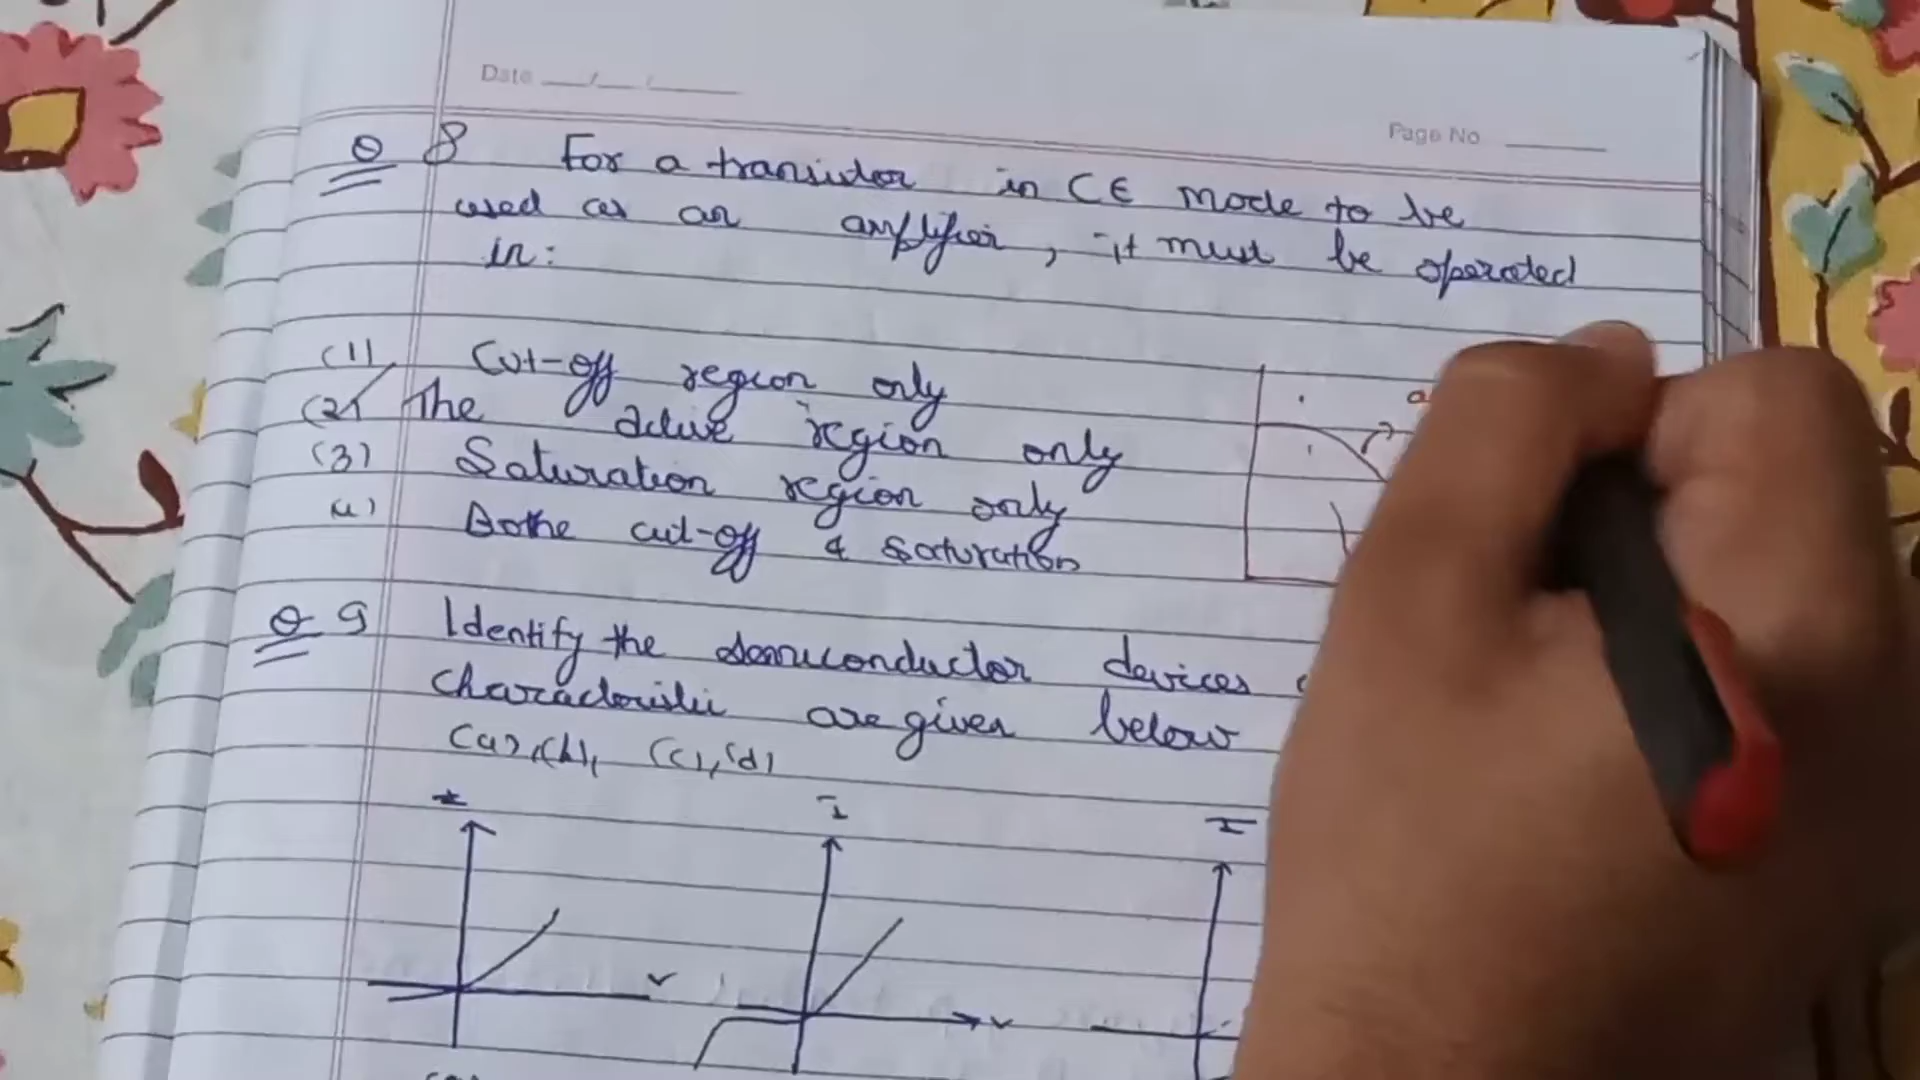 Date
Page No
Q 8 For a transistor in CE mode to be
used as an amplifier, it must be operated
in:
(1) Cut-off region only
(2) The active region only
(3) Saturation region only
(4) Bothe cut-off & saturation
a
Q 9 Identify the semiconductor devices
characteristic are given below
(a), (b), (c), (d)
I
I
V
V